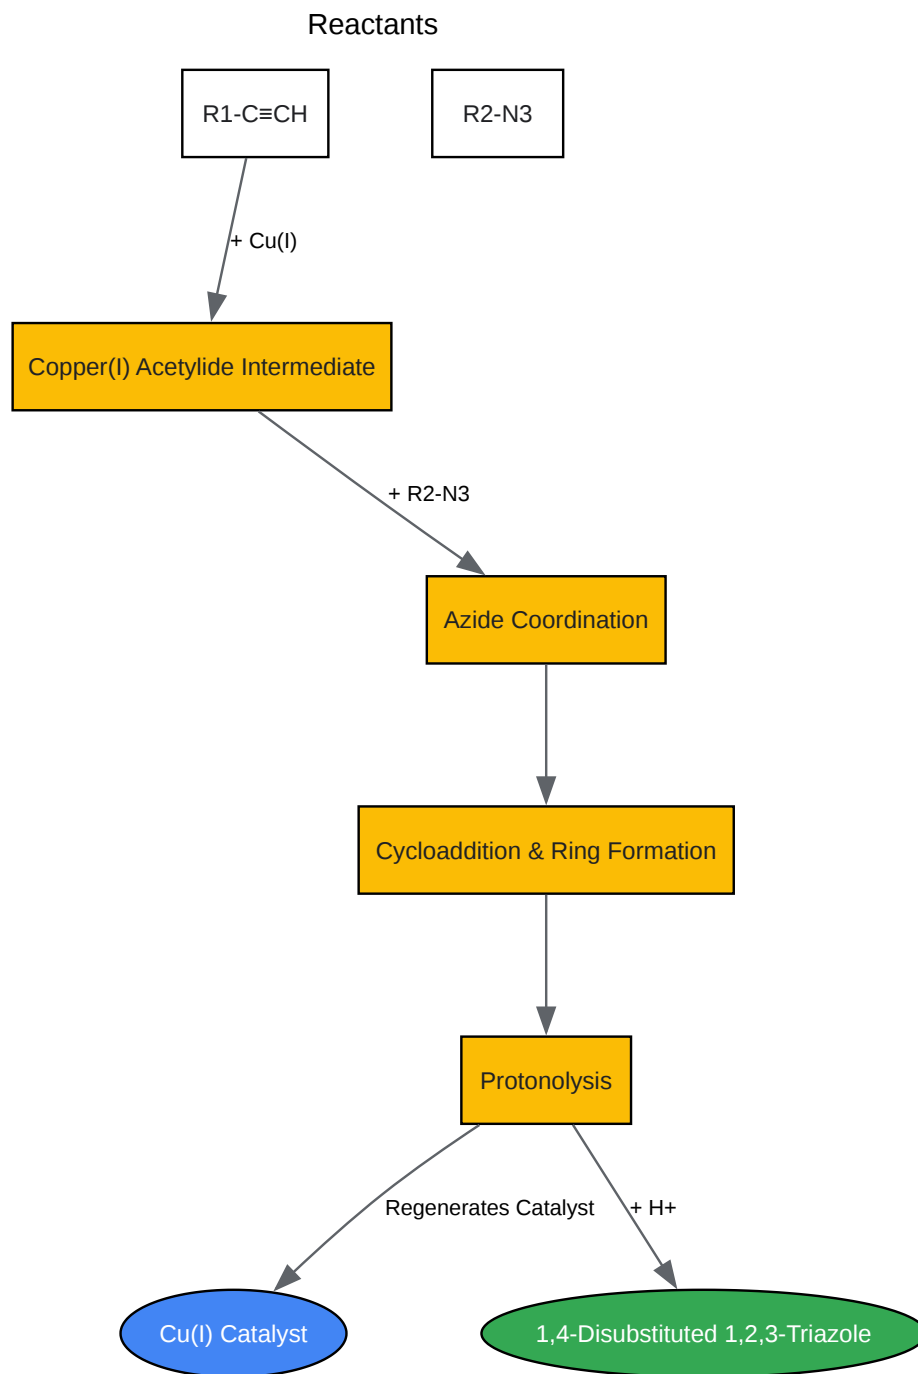 Reactants
R1-C≡CH
R2-N3
+ Cu(I)
Copper(I) Acetylide Intermediate
+ R2-N3
Azide Coordination
Cycloaddition & Ring Formation
Protonolysis
Regenerates Catalyst
+ H+
Cu(I) Catalyst
1,4-Disubstituted 1,2,3-Triazole